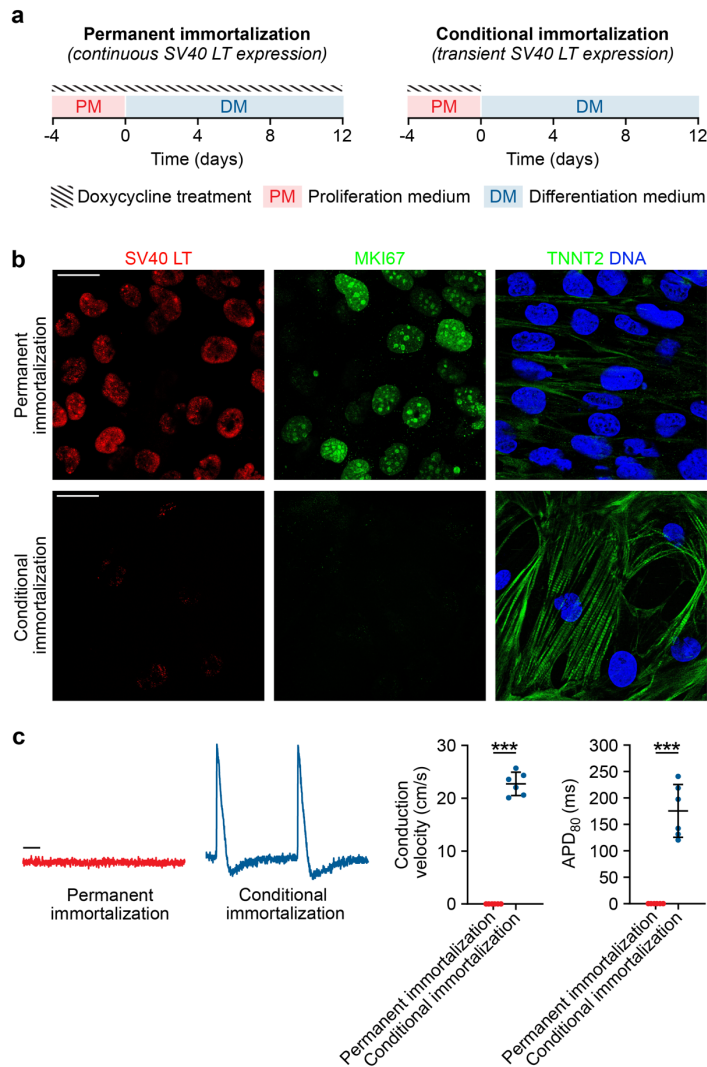 a
Permanent immortalization
(continuous SV40 LT expression)
PM
DM
-4 0 4 8 12
Time (days)
Conditional immortalization
(transient SV40 LT expression)
PM
DM
-4 0 4 8 12
Time (days)
Doxycycline treatment
PM Proliferation medium
DM Differentiation medium
b
SV40 LT
MKI67
TNNT2 DNA
Permanent
immortalization
Conditional
immortalization
c
Permanent
immortalization
Conditional
immortalization
Conduction
velocity (cm/s)
30
20
10
0
***
Permanent immortalization
Conditional immortalization
APD80 (ms)
300
250
200
150
100
50
0
***
Permanent immortalization
Conditional immortalization